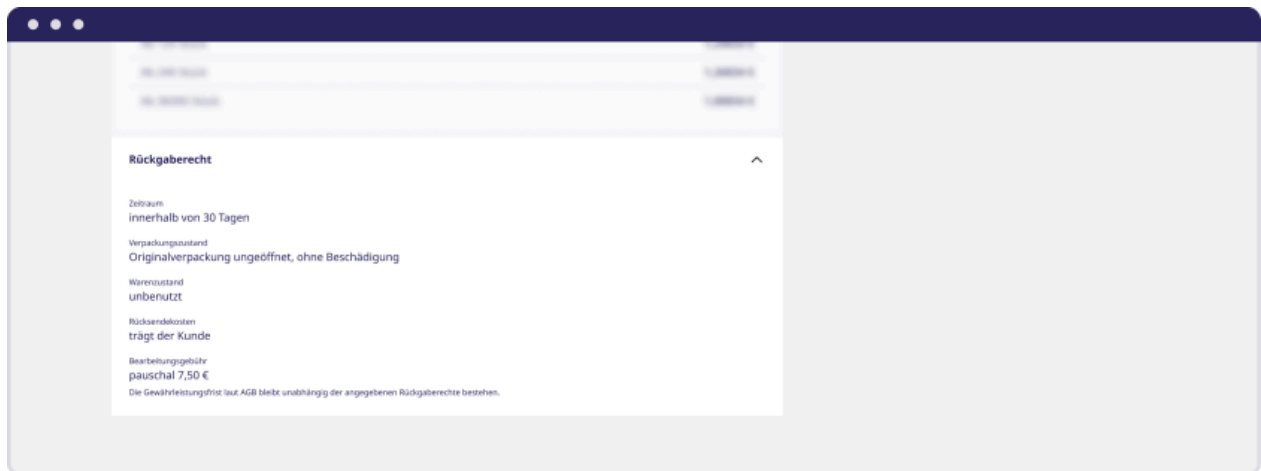 Rückgaberecht
Zeitraum
innerhalb von 30 Tagen
Verpackungszustand
Originalverpackung ungeöffnet, ohne Beschädigung
Warenzustand
unbenutzt
Rücksendekosten
trägt der Kunde
Bearbeitungsgebühr
pauschal 7,50 €
Die Gewährleistungsfrist laut AGB bleibt unabhängig der angegebenen Rückgaberechte bestehen.